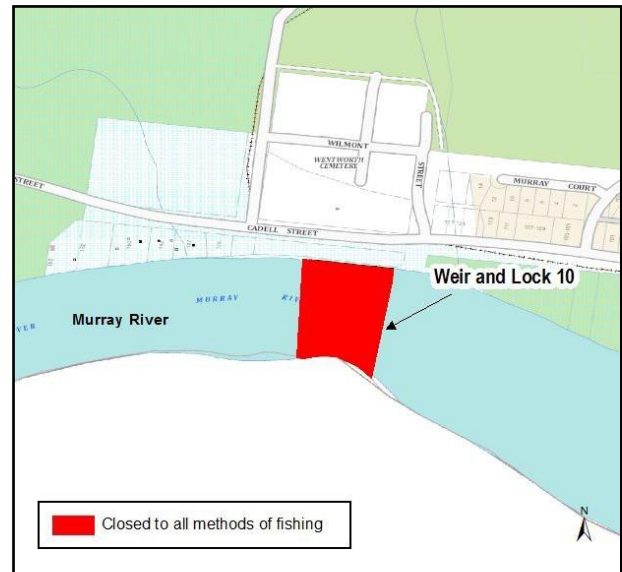 WILMONT
WENTWORTH
CEMETERY
STREET
MURRAY COURT
STREET
CADELL STREET
Weir and Lock 10
MURRAY
Murray River
Closed to all methods of fishing
N